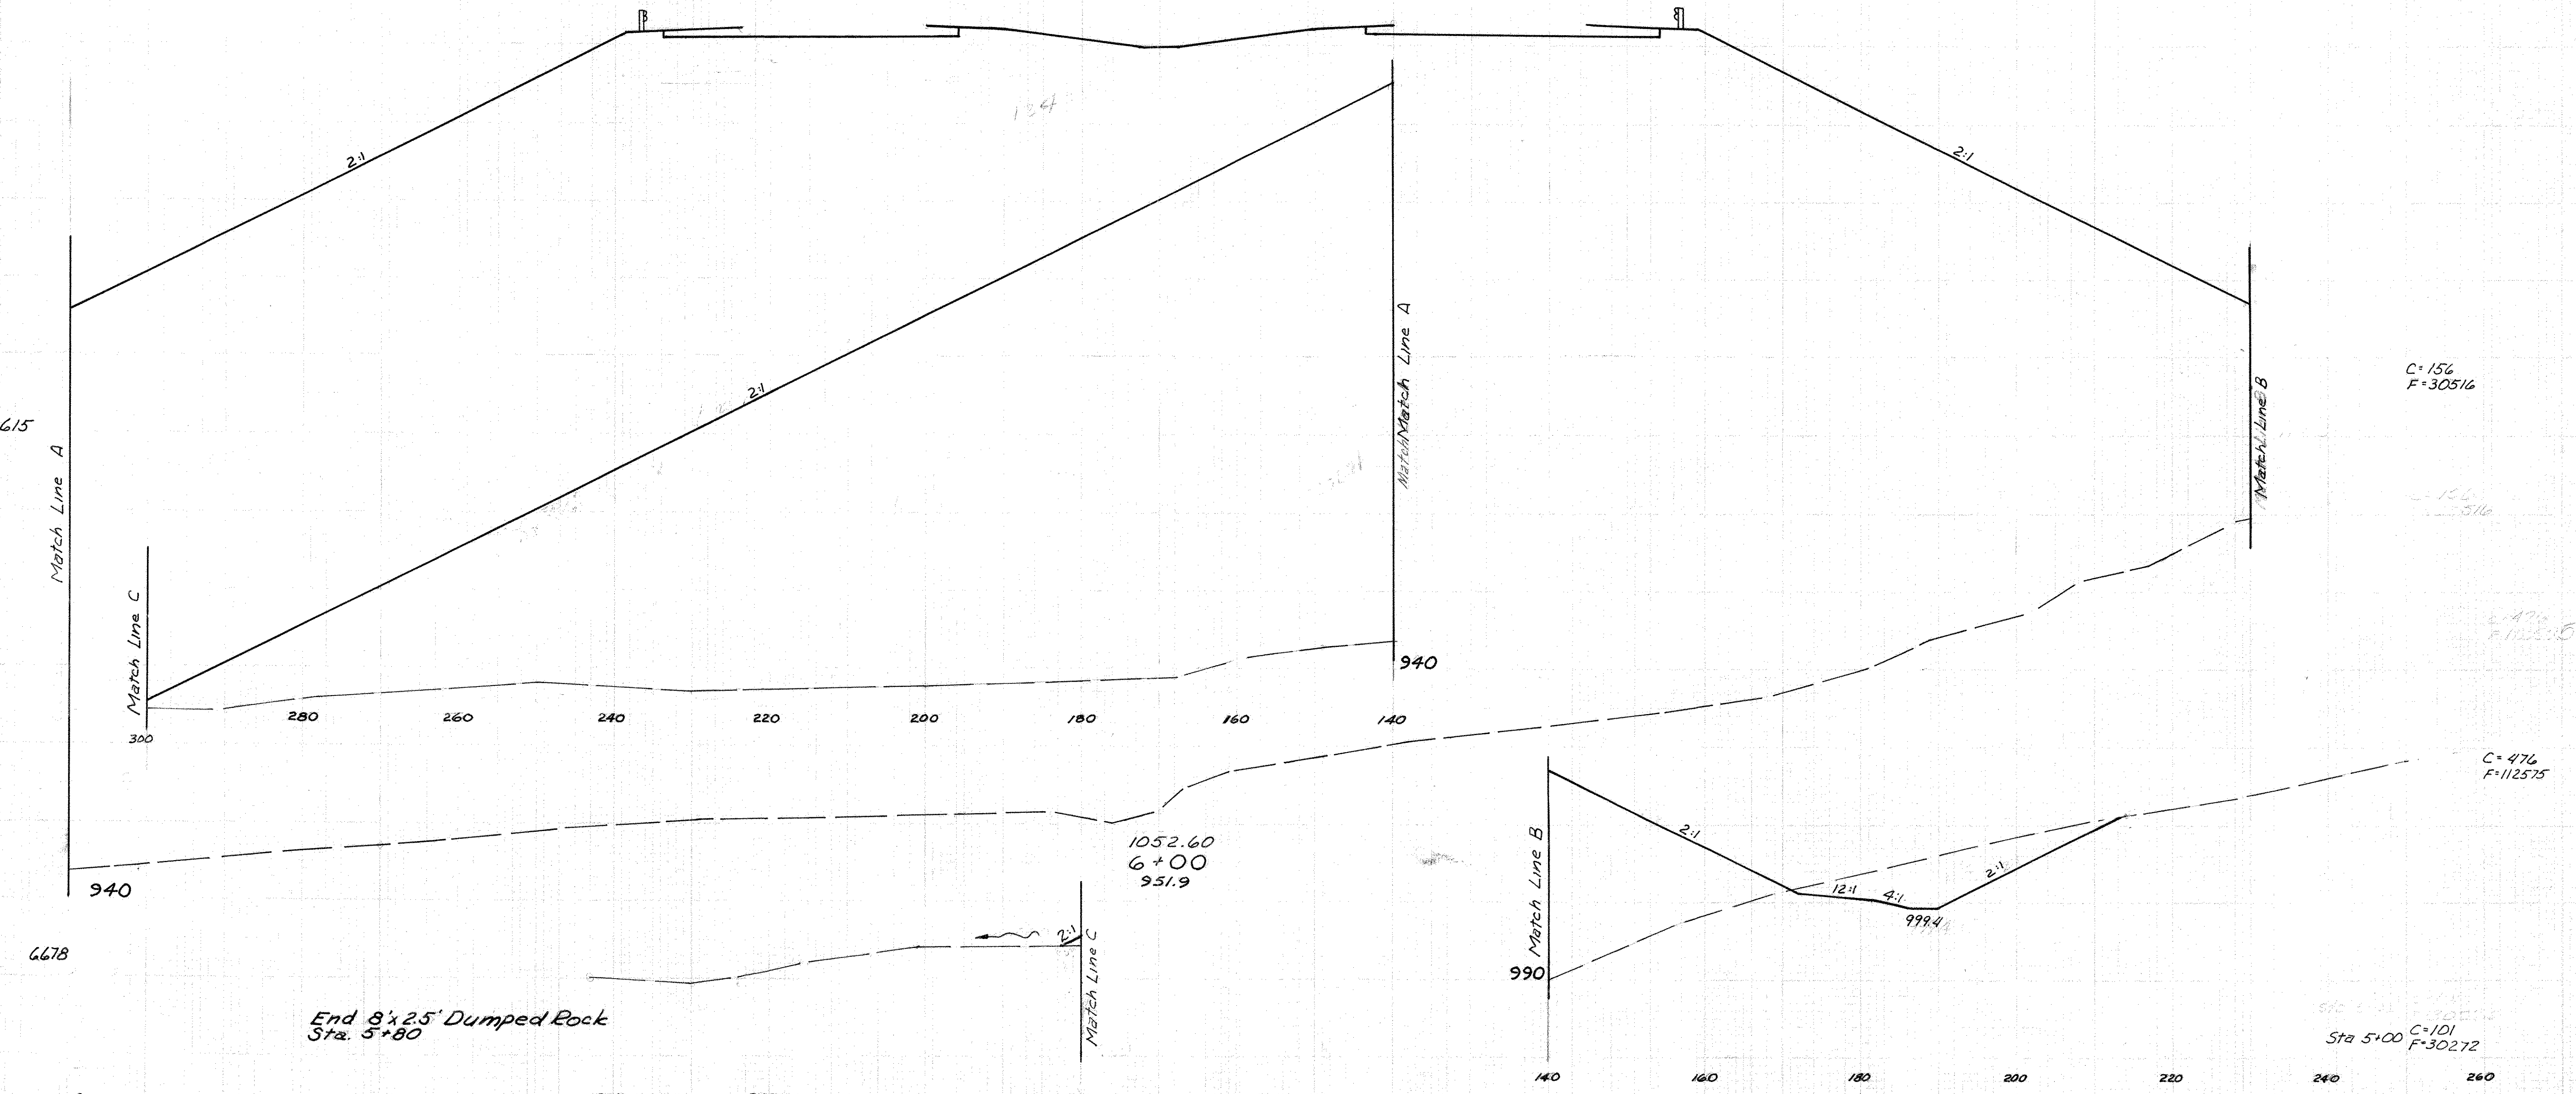 2:1
2:1
2:1
C=156
F=30516
615
Match Line A
Match Line A
Match Line B
Match Line C
940
280
260
240
220
200
180
160
140
300
C=476
F=112575
1052.60
6+00
951.9
940
2:1
12:1
4:1
2:1
999.4
Match Line B
990
2:1
Match Line C
6678
End 8'x2.5' Dumped Rock
Sta. 5+80
Sta 5+00
C=101
F=30272
140
160
180
200
220
240
260